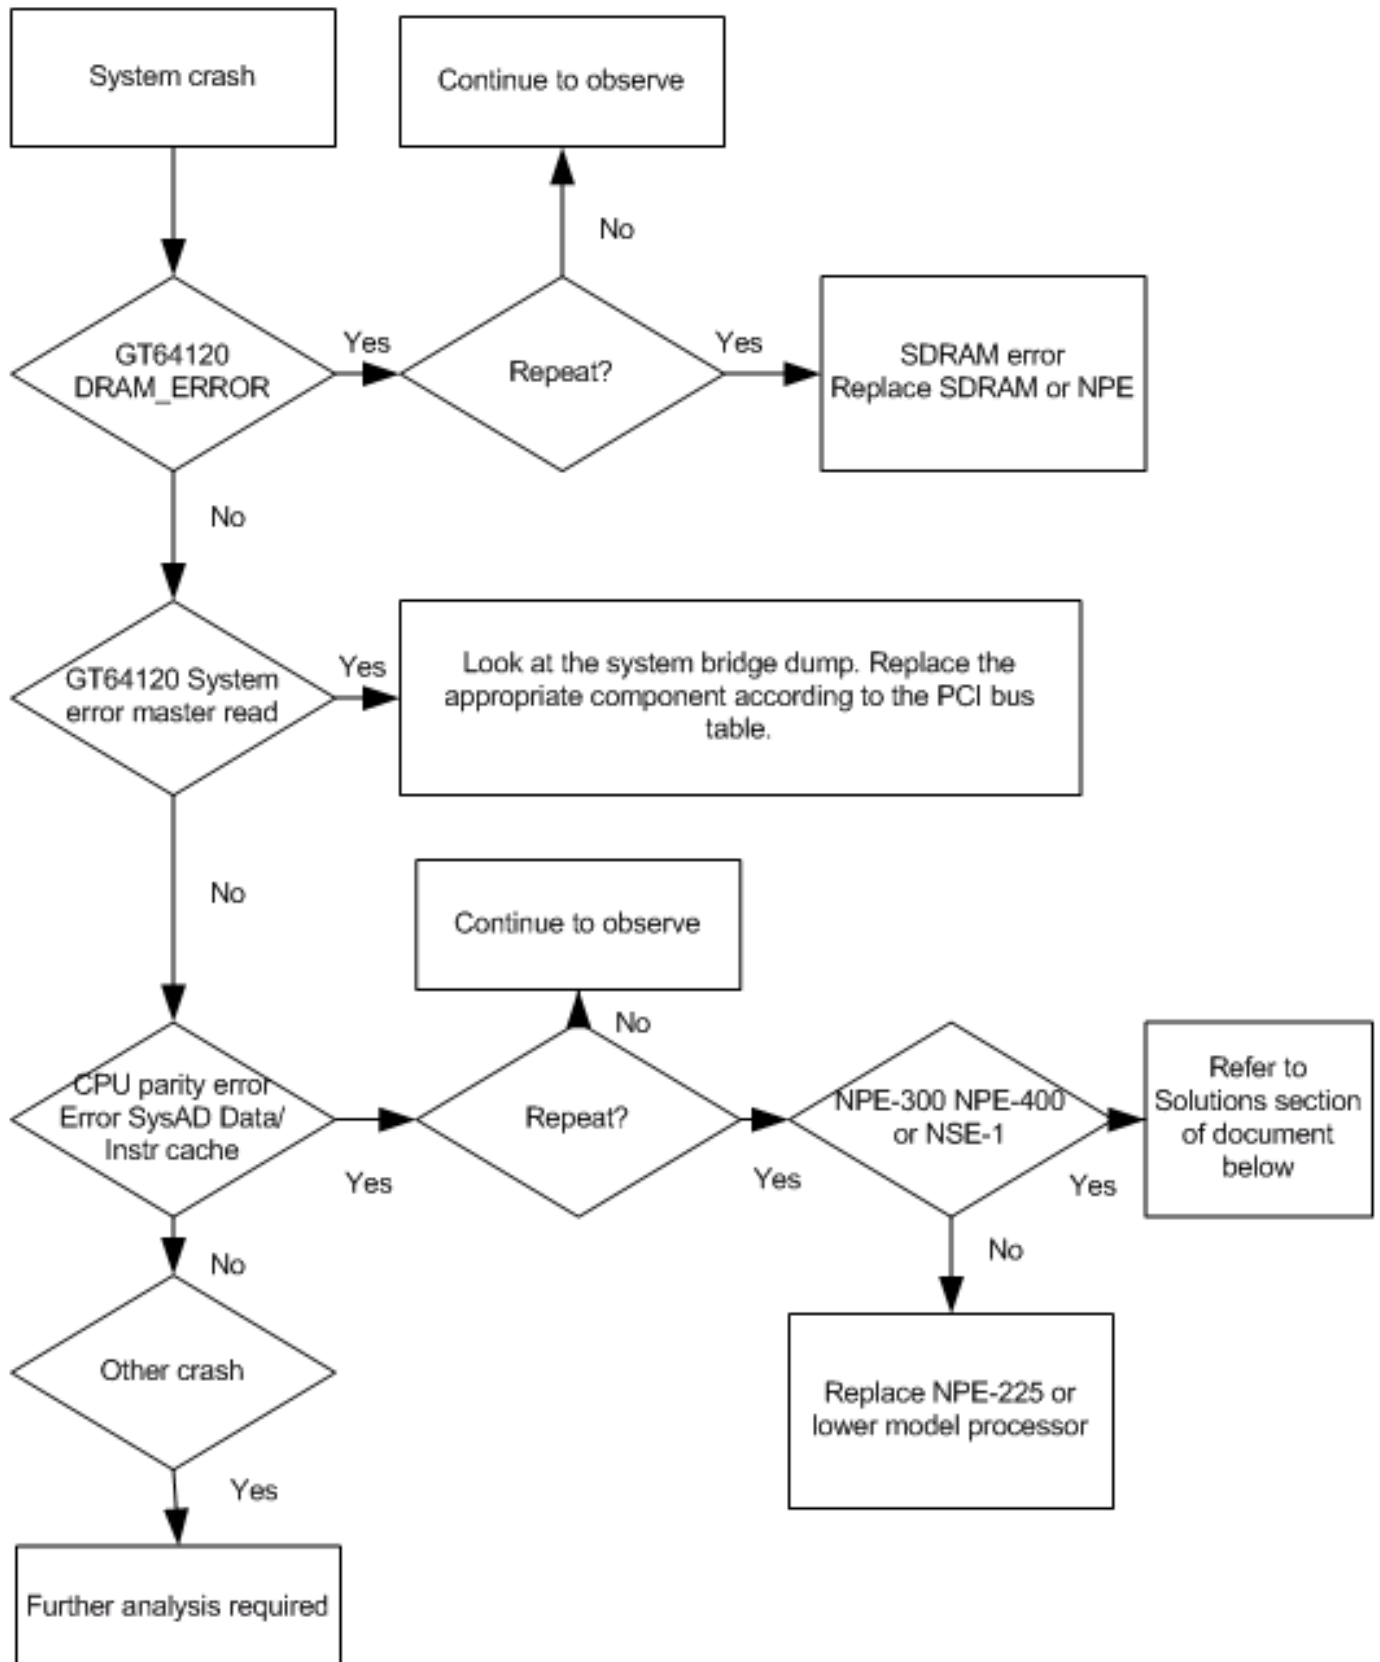 System crash
Continue to observe
No
GT64120
DRAM_ERROR
Yes
Repeat?
Yes
SDRAM error
Replace SDRAM or NPE
No
GT64120 System
error master read
Yes
Look at the system bridge dump. Replace the
appropriate component according to the PCI bus
table.
No
Continue to observe
No
CPU parity error
Error SysAD Data/
Instr cache
Yes
Repeat?
Yes
NPE-300 NPE-400
or NSE-1
Yes
Refer to
Solutions section
of document
below
No
No
Other crash
Replace NPE-225 or
lower model processor
Yes
Further analysis required